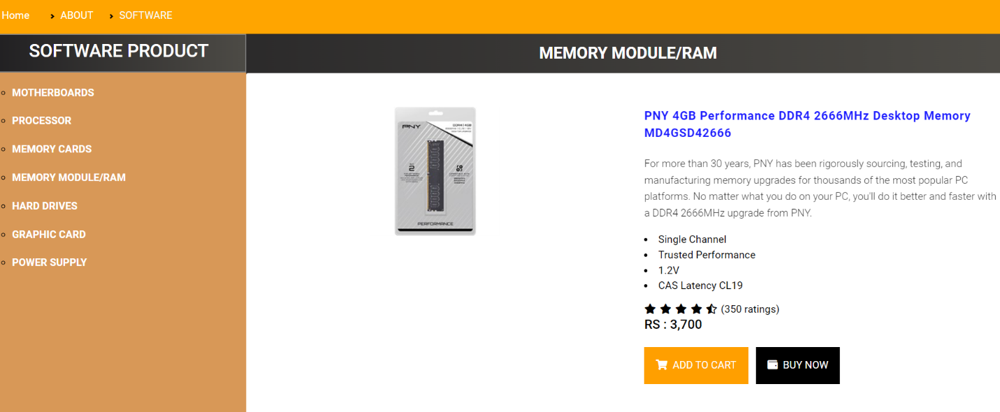 Home
ABOUT
SOFTWARE
SOFTWARE PRODUCT
MOTHERBOARDS
PROCESSOR
MEMORY CARDS
MEMORY MODULE/RAM
HARD DRIVES
GRAPHIC CARD
POWER SUPPLY
MEMORY MODULE/RAM
PNY
2
PERFORMANCE
PNY 4GB Performance DDR4 2666MHz Desktop Memory
MD4GSD42666
For more than 30 years, PNY has been rigorously sourcing, testing, and
manufacturing memory upgrades for thousands of the most popular PC
platforms. No matter what you do on your PC, you'll do it better and faster with
a DDR4 2666MHz upgrade from PNY.
Single Channel
Trusted Performance
1.2V
CAS Latency CL19
(350 ratings)
RS : 3,700
ADD TO CART
BUY NOW